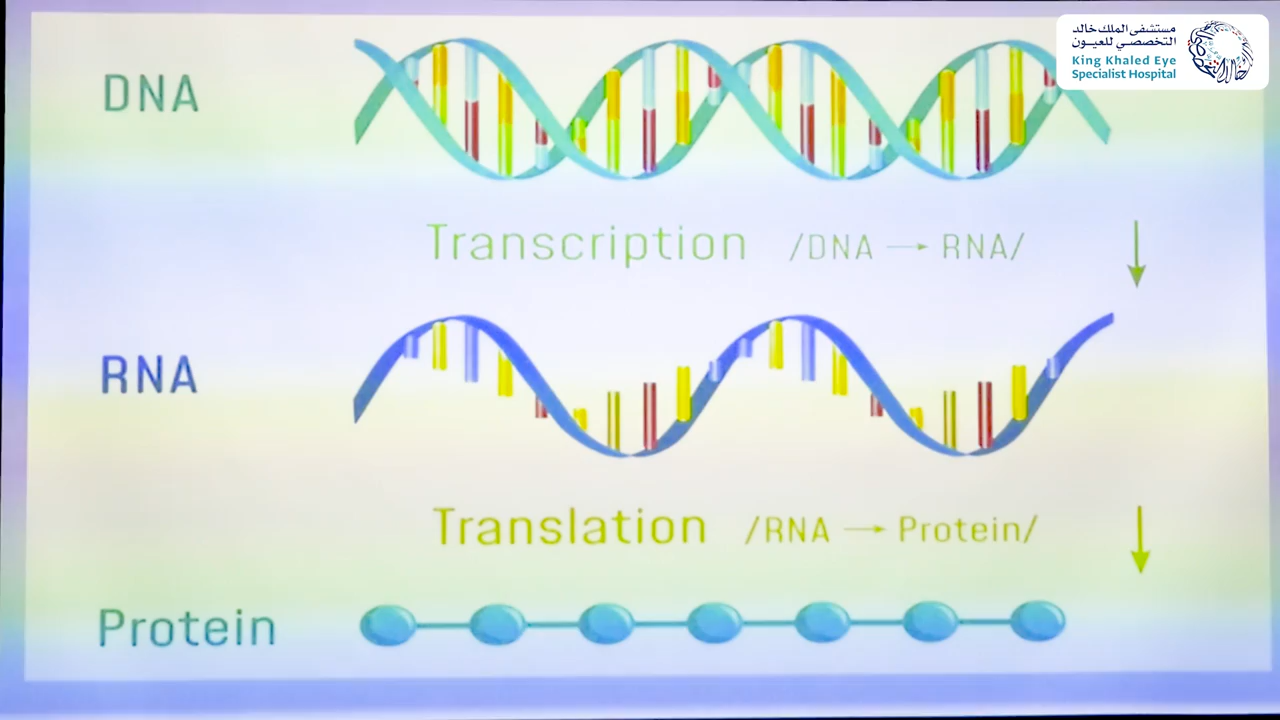 مستشفى الملك خالد
التخصصي للعيون
King Khaled Eye
Specialist Hospital
DNA
Transcription /DNA → RNA/
RNA
Translation /RNA → Protein/
Protein